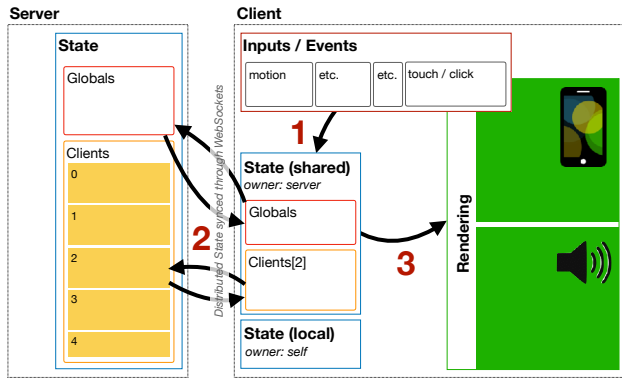 Server
Client
State
Globals
Clients
0
1
2
3
4
Distributed State synced through WebSockets
Inputs / Events
motion
etc.
etc.
touch / click
1
State (shared)
owner: server
Globals
Clients[2]
2
State (local)
owner: self
3
Rendering